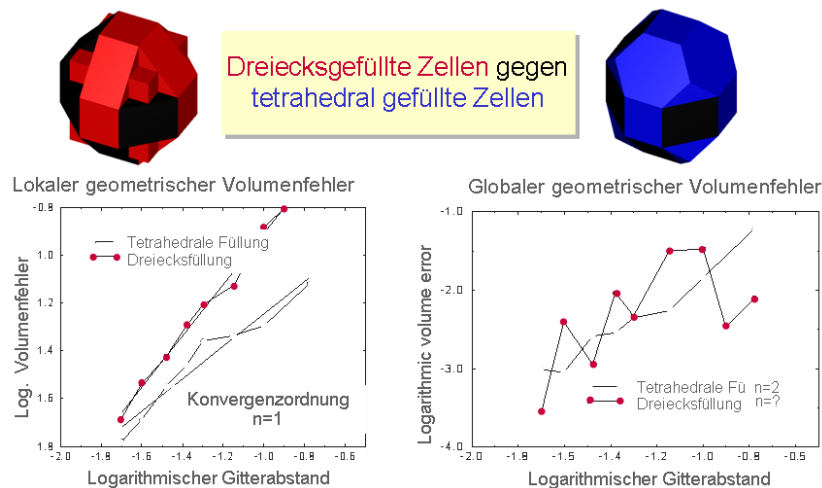 Dreiecksgefüllte Zellen gegen
tetrahedral gefüllte Zellen
Lokaler geometrischer Volumenfehler
-0.8
1.0
1.2
1.4
1.6
1.8
Log. Volumenfehler
Tetrahedrale Füllung
Dreiecksfüllung
Konvergenzordnung
n=1
-2.0 -1.8 -1.6 -1.4 -1.2 -1.0 -0.8 -0.6
Logarithmischer Gitterabstand
Globaler geometrischer Volumenfehler
-1.0
-2.0
-3.0
-4.0
Logarithmic volume error
Tetrahedrale Fü n=2
Dreiecksfüllung n=?
-2.0 -1.8 -1.6 -1.4 -1.2 -1.0 -0.8 -0.6
Logarithmischer Gitterabstand